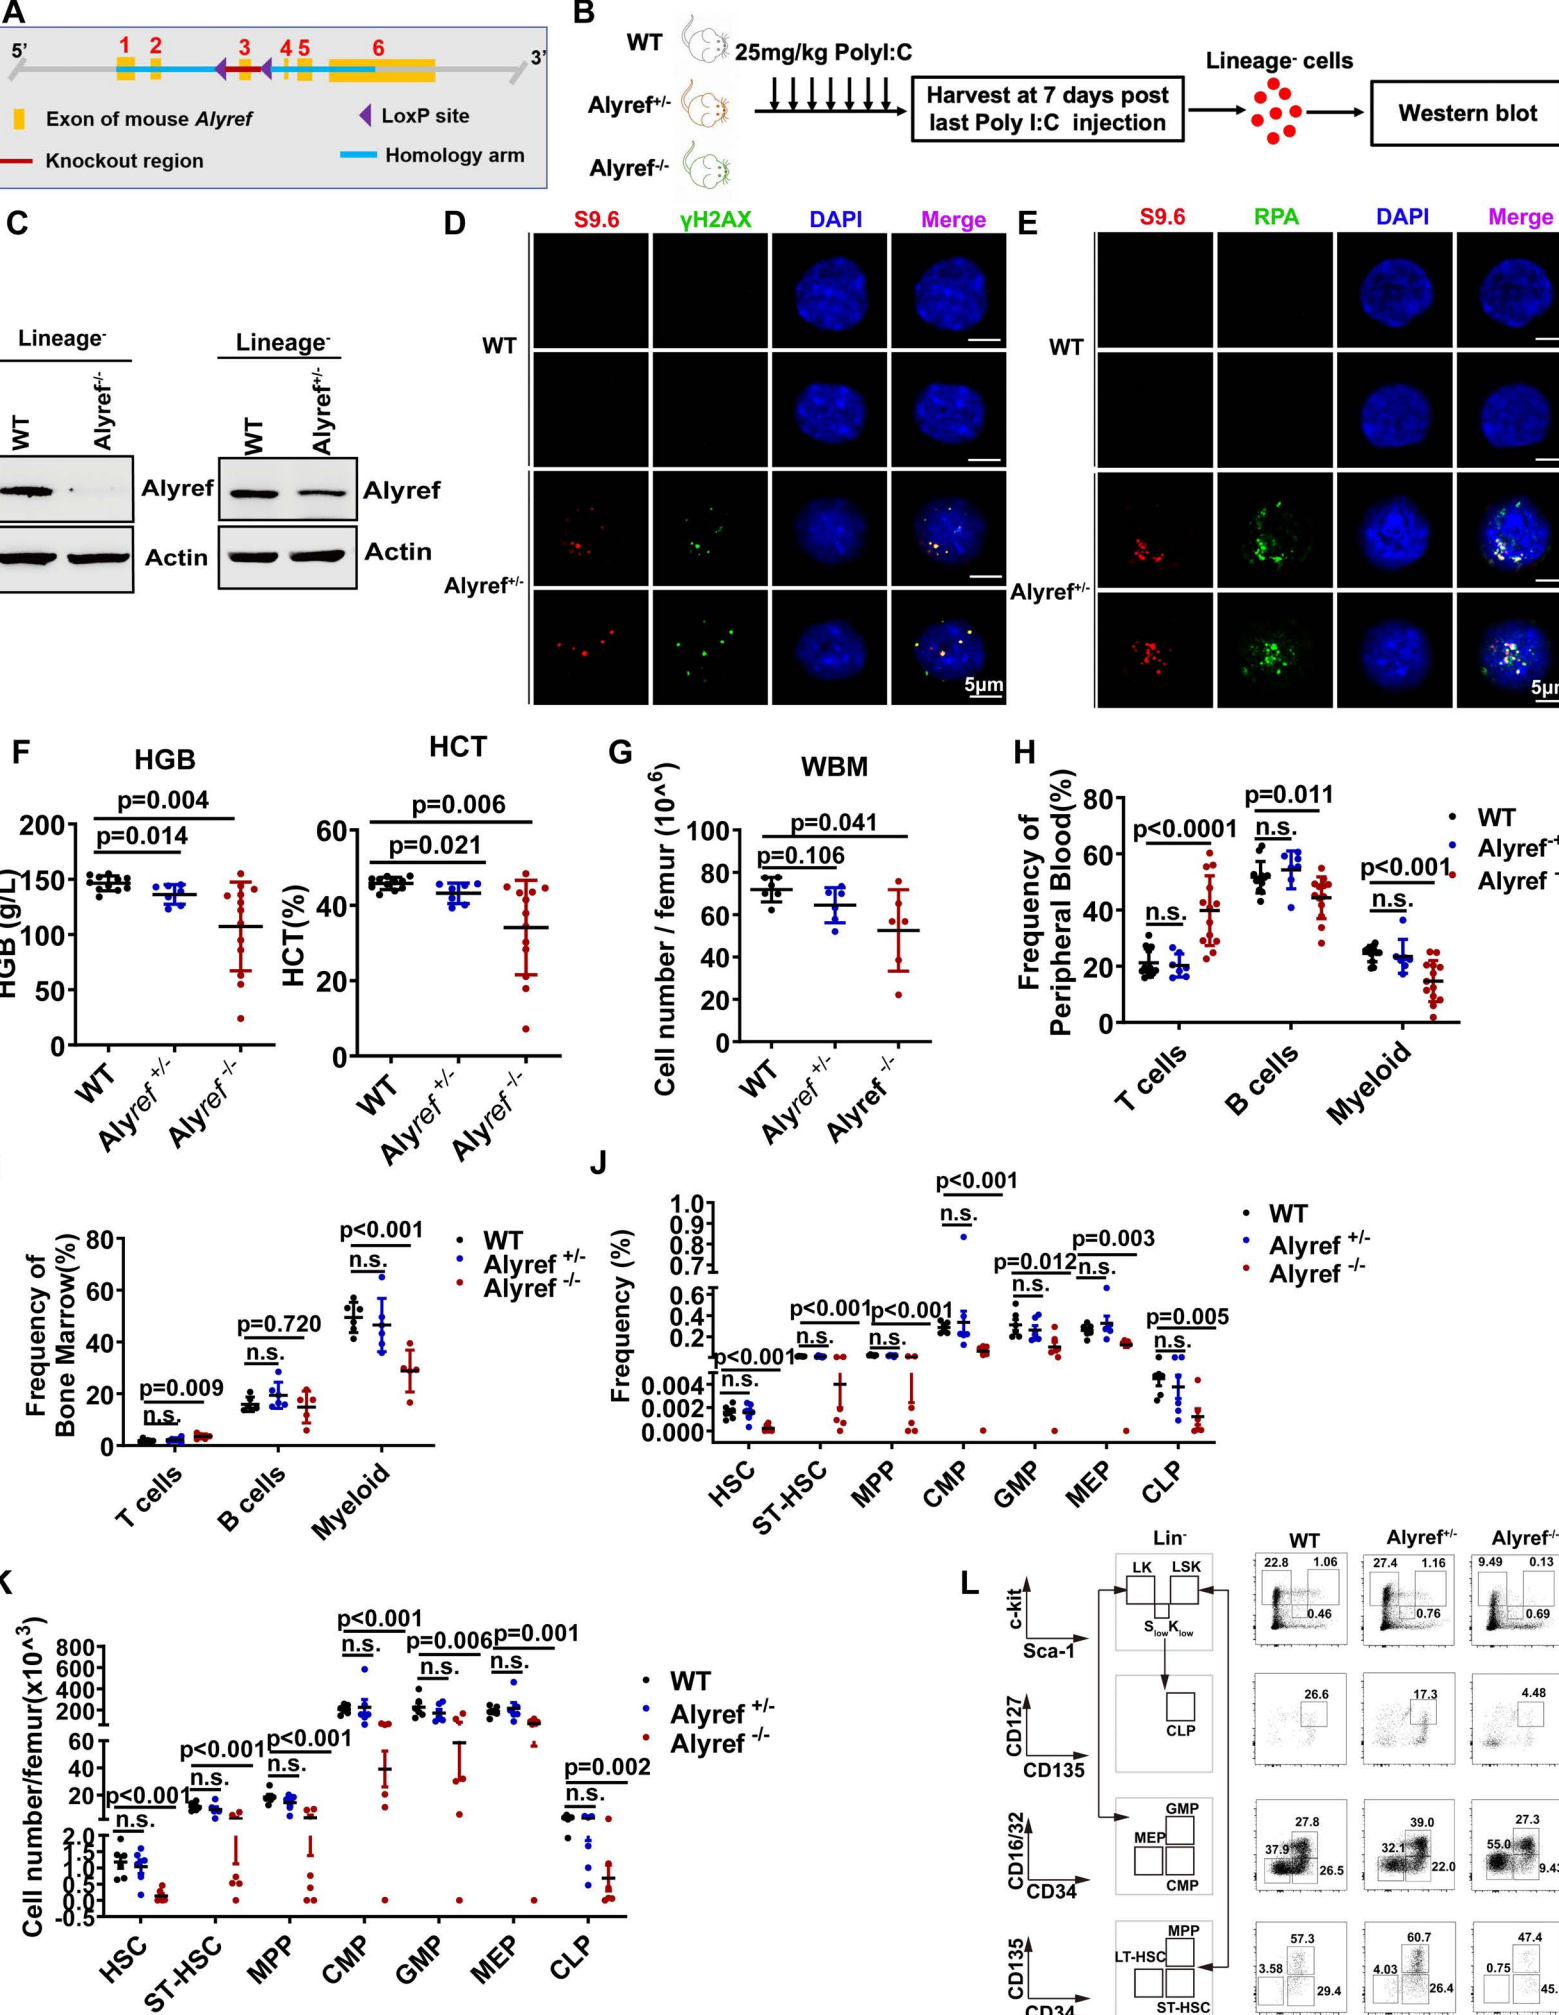 A
5’
3’
1 2 3 4 5 6
Exon of mouse Alyref
LoxP site
Knockout region
Homology arm
B
WT
Alyref+/-
Alyref-/-
25mg/kg PolyI:C
Harvest at 7 days post
last Poly I:C injection
Lineage- cells
Western blot
C
Lineage-
Lineage-
WT
Alyref-/-
WT
Alyref+/-
Alyref
Alyref
Actin
Actin
D
S9.6 γH2AX DAPI Merge
WT
Alyref+/-
5μm
E
S9.6 RPA DAPI Merge
WT
Alyref+/-
F
HGB
p=0.004
p=0.014
HGB (g/L)
200
150
100
50
0
WT
Alyref +/-
Alyref -/-
HCT
p=0.006
p=0.021
HCT(%)
60
40
20
0
WT
Alyref +/-
Alyref -/-
G
WBM
p=0.041
p=0.106
Cell number / femur (10^6)
100
80
60
40
20
0
WT
Alyref +/-
Alyref -/-
H
Frequency of
Peripheral Blood(%)
80
60
40
20
0
p<0.0001
n.s.
p=0.011
n.s.
p<0.001
n.s.
WT
T cells
B cells
Myeloid
Frequency of
Bone Marrow(%)
80
60
40
20
0
p=0.009
n.s.
p=0.720
n.s.
p<0.001
n.s.
WT
Alyref +/-
Alyref -/-
T cells
B cells
Myeloid
J
Frequency (%)
1.0
0.9
0.8
0.7
0.6
0.4
0.2
0.004
0.002
0.000
p<0.001
n.s.
p<0.001
n.s.
p<0.001
n.s.
p<0.001
n.s.
p=0.012
n.s.
p=0.003
n.s.
p=0.005
n.s.
WT
Alyref +/-
Alyref -/-
HSC
ST-HSC
MPP
CMP
GMP
MEP
CLP
K
Cell number/femur(x10^3)
800
600
400
200
60
40
20
2.0
1.5
1.0
0.5
0.0
-0.5
p<0.001
n.s.
p<0.001
n.s.
p<0.001
n.s.
p<0.001
n.s.
p=0.006
n.s.
p=0.001
n.s.
p=0.002
n.s.
WT
Alyref +/-
Alyref -/-
HSC
ST-HSC
MPP
CMP
GMP
MEP
CLP
L
Lin-
WT
Alyref+/-
Alyref-/-
c-kit
Sca-1
LK LSK
SlowKlow
22.8 1.06
0.46
27.4 1.16
0.76
9.49 0.13
0.69
CD127
CD135
CLP
26.6
17.3
4.48
CD16/32
CD34
GMP
MEP
CMP
27.8
37.9
26.5
39.0
32.1
22.0
27.3
55.0
CD135
CD34
MPP
LT-HSC
ST-HSC
57.3
3.58
29.4
60.7
4.03
26.4
47.4
0.75